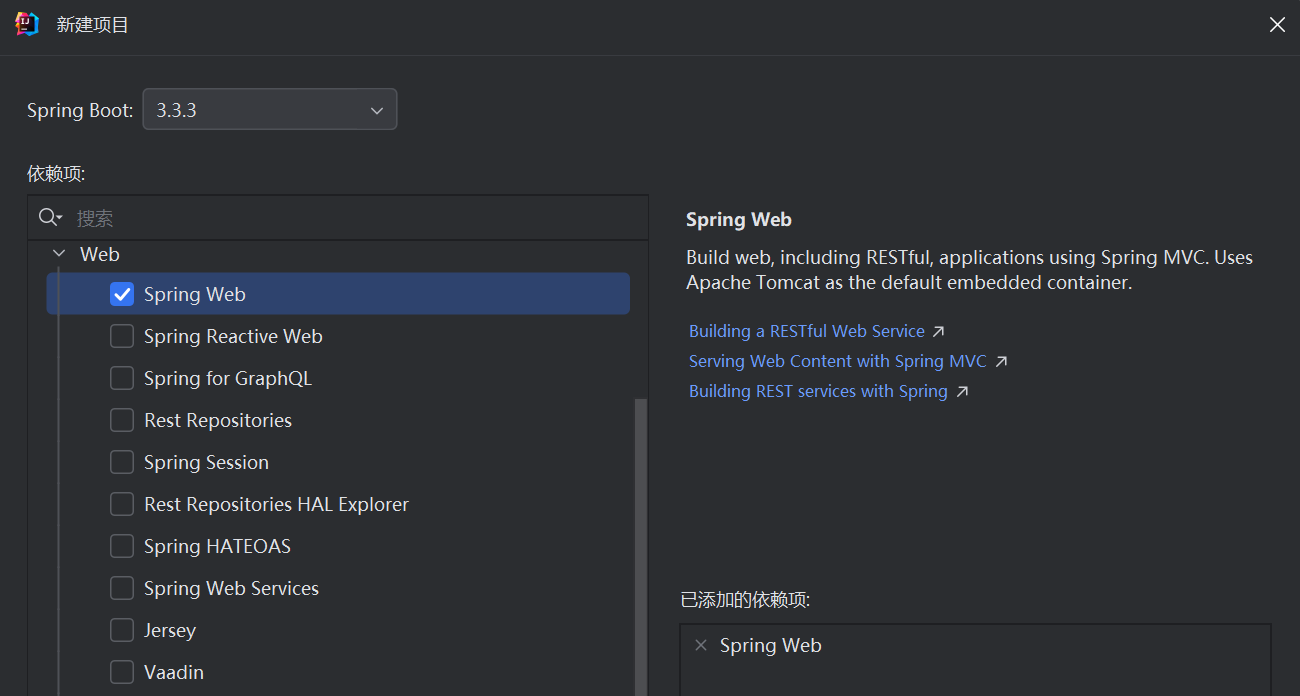 新建项目
Spring Boot: 3.3.3
依赖项:
搜索
Web
Spring Web
Spring Reactive Web
Spring for GraphQL
Rest Repositories
Spring Session
Rest Repositories HAL Explorer
Spring HATEOAS
Spring Web Services
Jersey
Vaadin
Spring Web
Build web, including RESTful, applications using Spring MVC. Uses
Apache Tomcat as the default embedded container.
Building a RESTful Web Service
Serving Web Content with Spring MVC
Building REST services with Spring
已添加的依赖项:
Spring Web